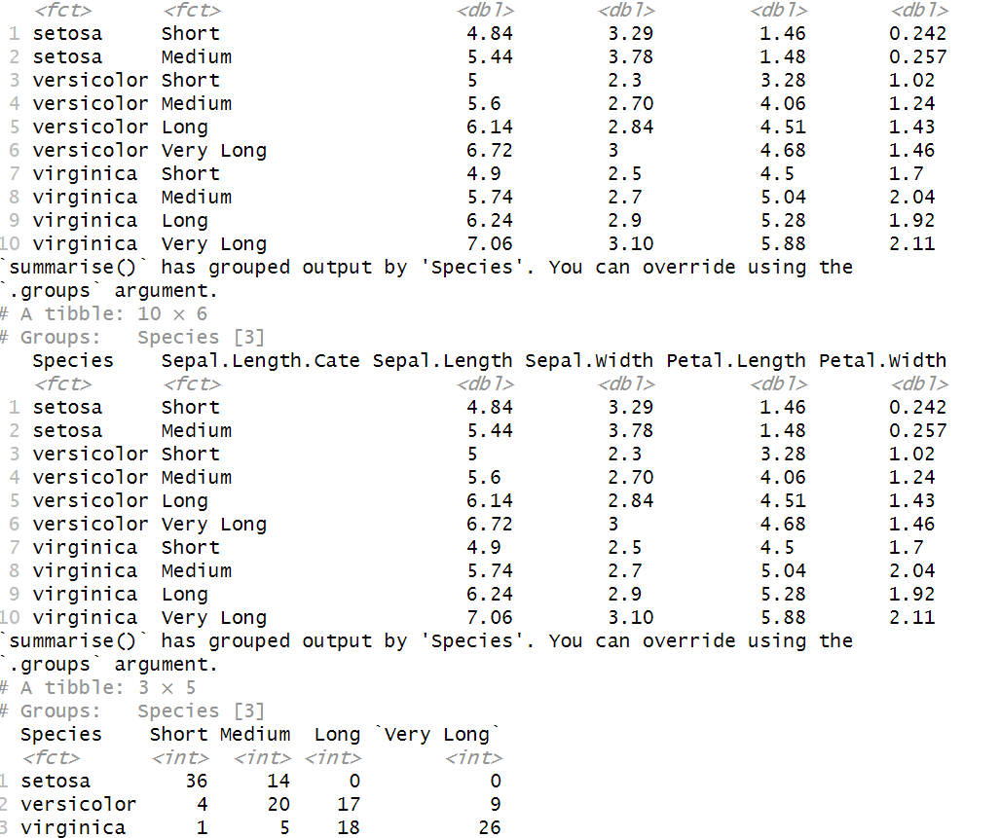 <fct> <fct> <dbl> <dbl> <dbl> <dbl>
1 setosa Short 4.84 3.29 1.46 0.242
2 setosa Medium 5.44 3.78 1.48 0.257
3 versicolor Short 5 2.3 3.28 1.02
4 versicolor Medium 5.6 2.70 4.06 1.24
5 versicolor Long 6.14 2.84 4.51 1.43
6 versicolor Very Long 6.72 3 4.68 1.46
7 virginica Short 4.9 2.5 4.5 1.7
8 virginica Medium 5.74 2.7 5.04 2.04
9 virginica Long 6.24 2.9 5.28 1.92
10 virginica Very Long 7.06 3.10 5.88 2.11
`summarise()` has grouped output by 'Species'. You can override using the
`.groups` argument.
# A tibble: 10 × 6
# Groups: Species [3]
Species Sepal.Length.Cate Sepal.Length Sepal.Width Petal.Length Petal.Width
<fct> <fct> <dbl> <dbl> <dbl> <dbl>
1 setosa Short 4.84 3.29 1.46 0.242
2 setosa Medium 5.44 3.78 1.48 0.257
3 versicolor Short 5 2.3 3.28 1.02
4 versicolor Medium 5.6 2.70 4.06 1.24
5 versicolor Long 6.14 2.84 4.51 1.43
6 versicolor Very Long 6.72 3 4.68 1.46
7 virginica Short 4.9 2.5 4.5 1.7
8 virginica Medium 5.74 2.7 5.04 2.04
9 virginica Long 6.24 2.9 5.28 1.92
10 virginica Very Long 7.06 3.10 5.88 2.11
`summarise()` has grouped output by 'Species'. You can override using the
`.groups` argument.
# A tibble: 3 × 5
# Groups: Species [3]
Species Short Medium Long `Very Long`
<fct> <int> <int> <int> <int>
1 setosa 36 14 0 0
2 versicolor 4 20 17 9
3 virginica 1 5 18 26